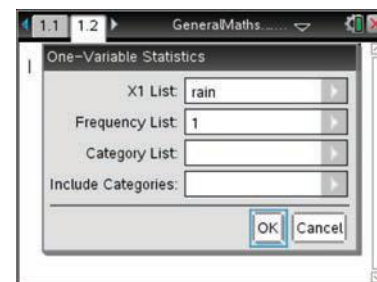 1.1 1.2 GeneralMaths......
One-Variable Statistics
X1 List: rain
Frequency List: 1
Category List:
Include Categories:
OK Cancel